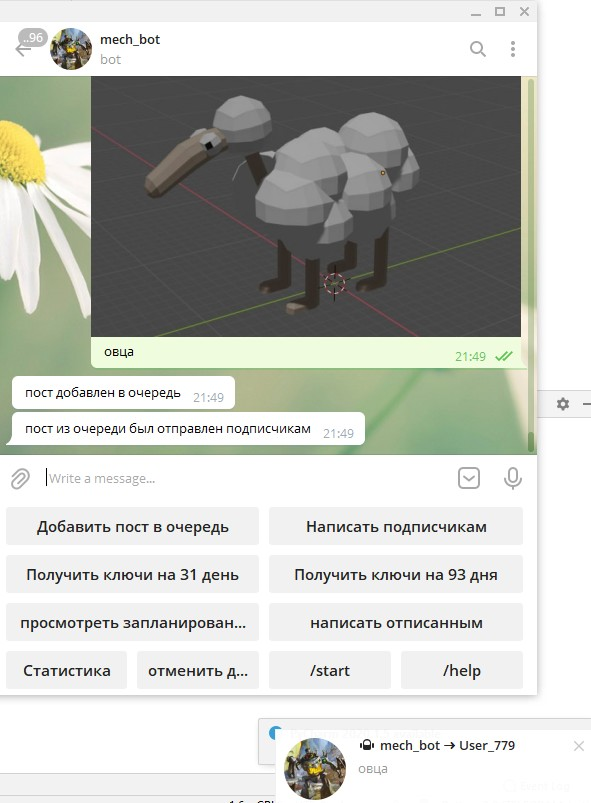 ..96
mech_bot
bot
овца
21:49
пост добавлен в очередь 21:49
пост из очереди был отправлен подписчикам 21:49
Write a message...
Добавить пост в очередь
Написать подписчикам
Получить ключи на 31 день
Получить ключи на 93 дня
просмотреть запланирован...
написать отписанным
Статистика
отменить д...
/start
/help
mech_bot → User_779
овца